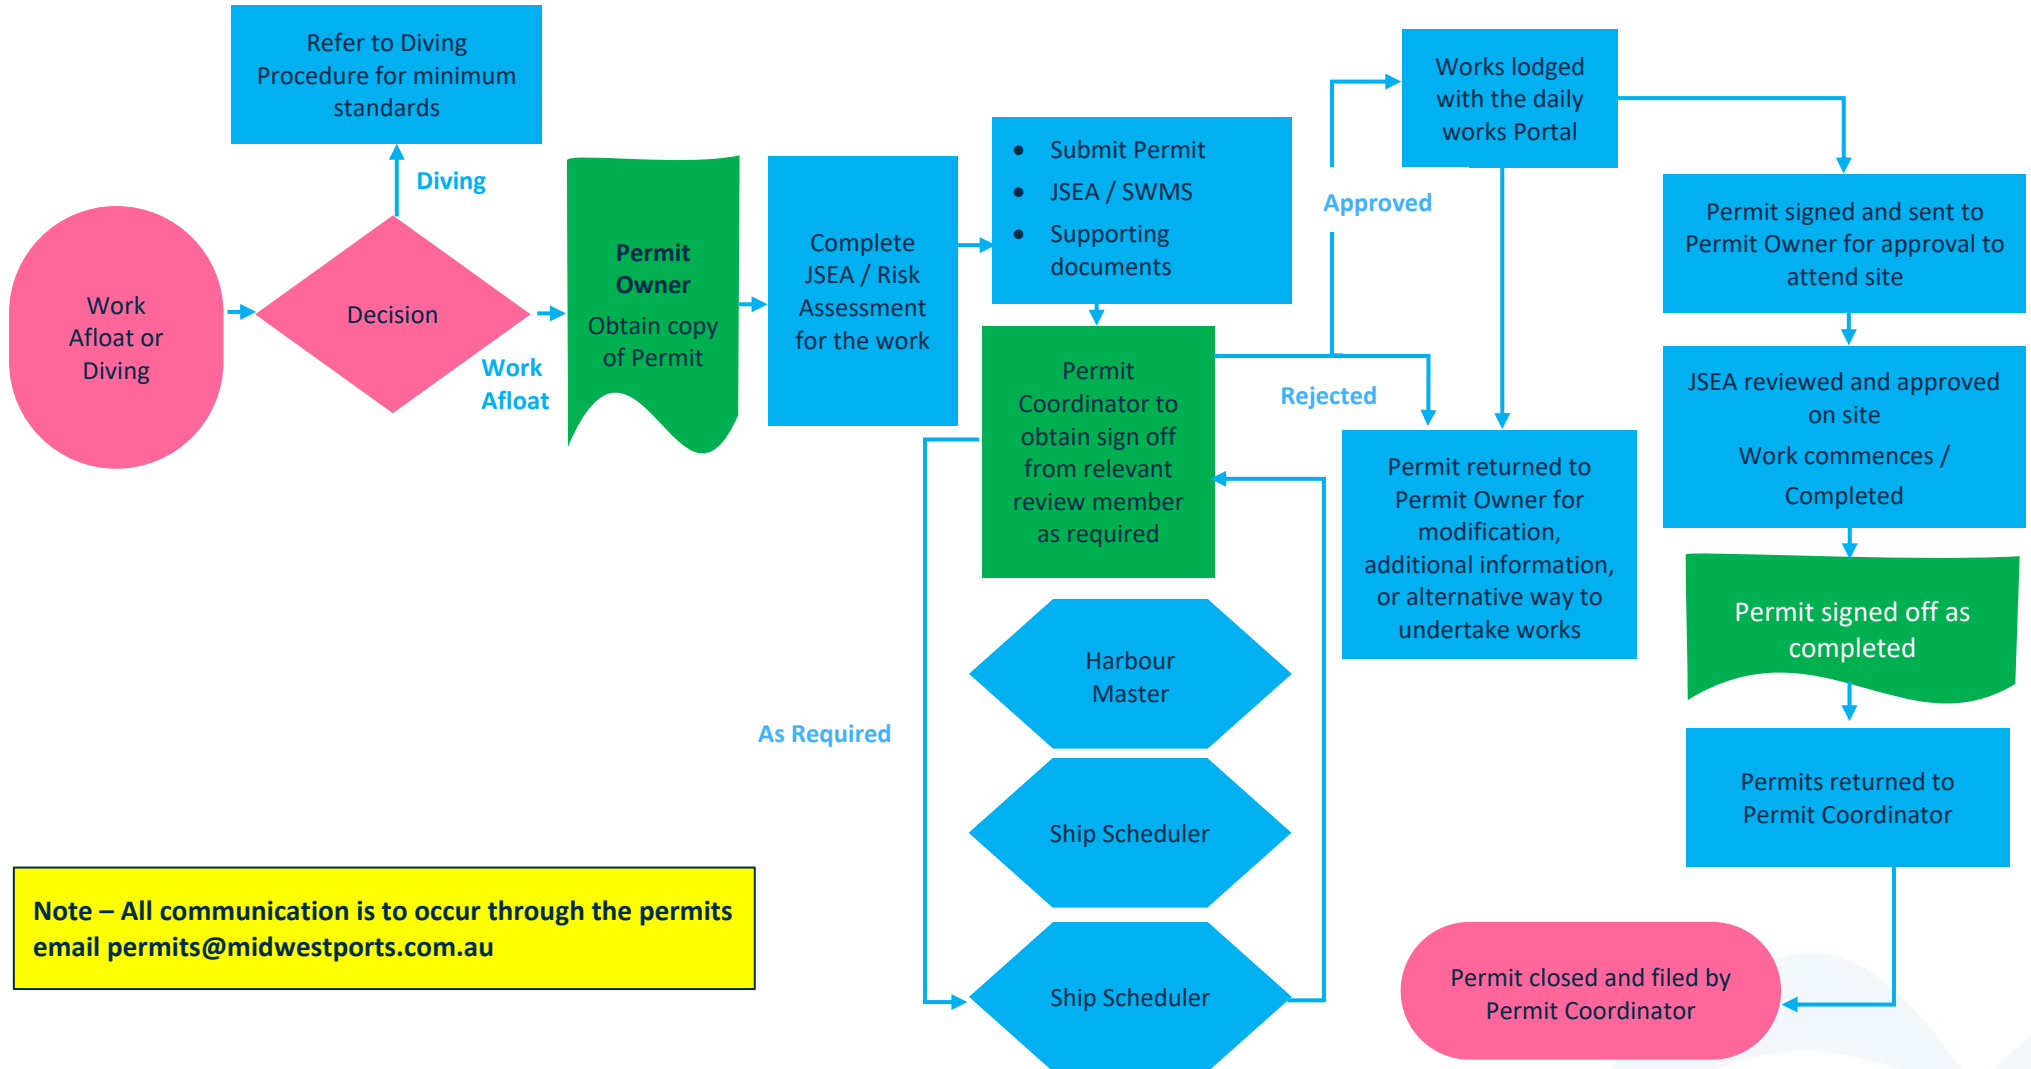 Refer to Diving
Procedure for minimum
standards
Diving
Work
Afloat or
Diving
Decision
Work
Afloat
Permit
Owner
Obtain copy
of Permit
Complete
JSEA / Risk
Assessment
for the work
• Submit Permit
• JSEA / SWMS
• Supporting
documents
Permit
Coordinator to
obtain sign off
from relevant
review member
as required
As Required
Harbour
Master
Ship Scheduler
Ship Scheduler
Approved
Rejected
Works lodged
with the daily
works Portal
Permit returned to
Permit Owner for
modification,
additional information,
or alternative way to
undertake works
Permit signed and sent to
Permit Owner for approval to
attend site
JSEA reviewed and approved
on site
Work commences /
Completed
Permit signed off as
completed
Permits returned to
Permit Coordinator
Permit closed and filed by
Permit Coordinator
Note – All communication is to occur through the permits
email permits@midwestports.com.au